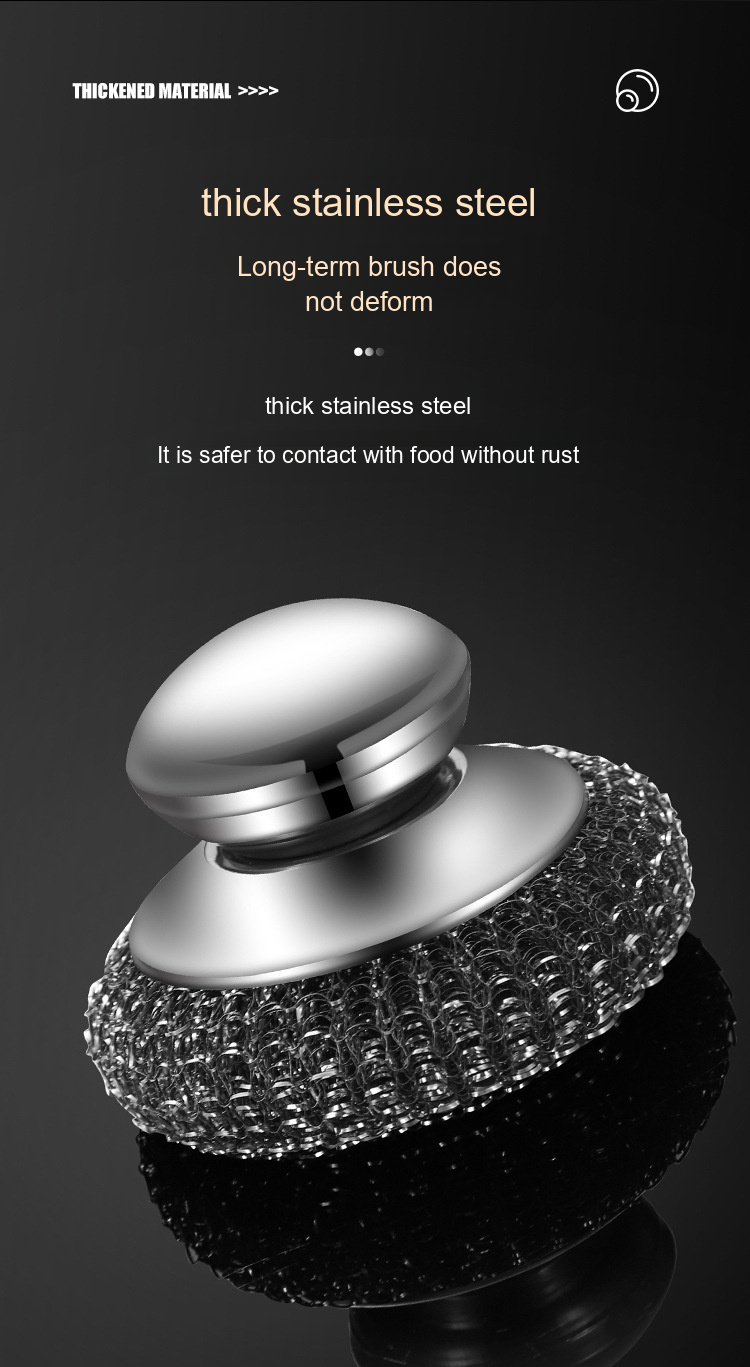 THICKENED MATERIAL >>>>
thick stainless steel
Long-term brush does
not deform
thick stainless steel
It is safer to contact with food without rust